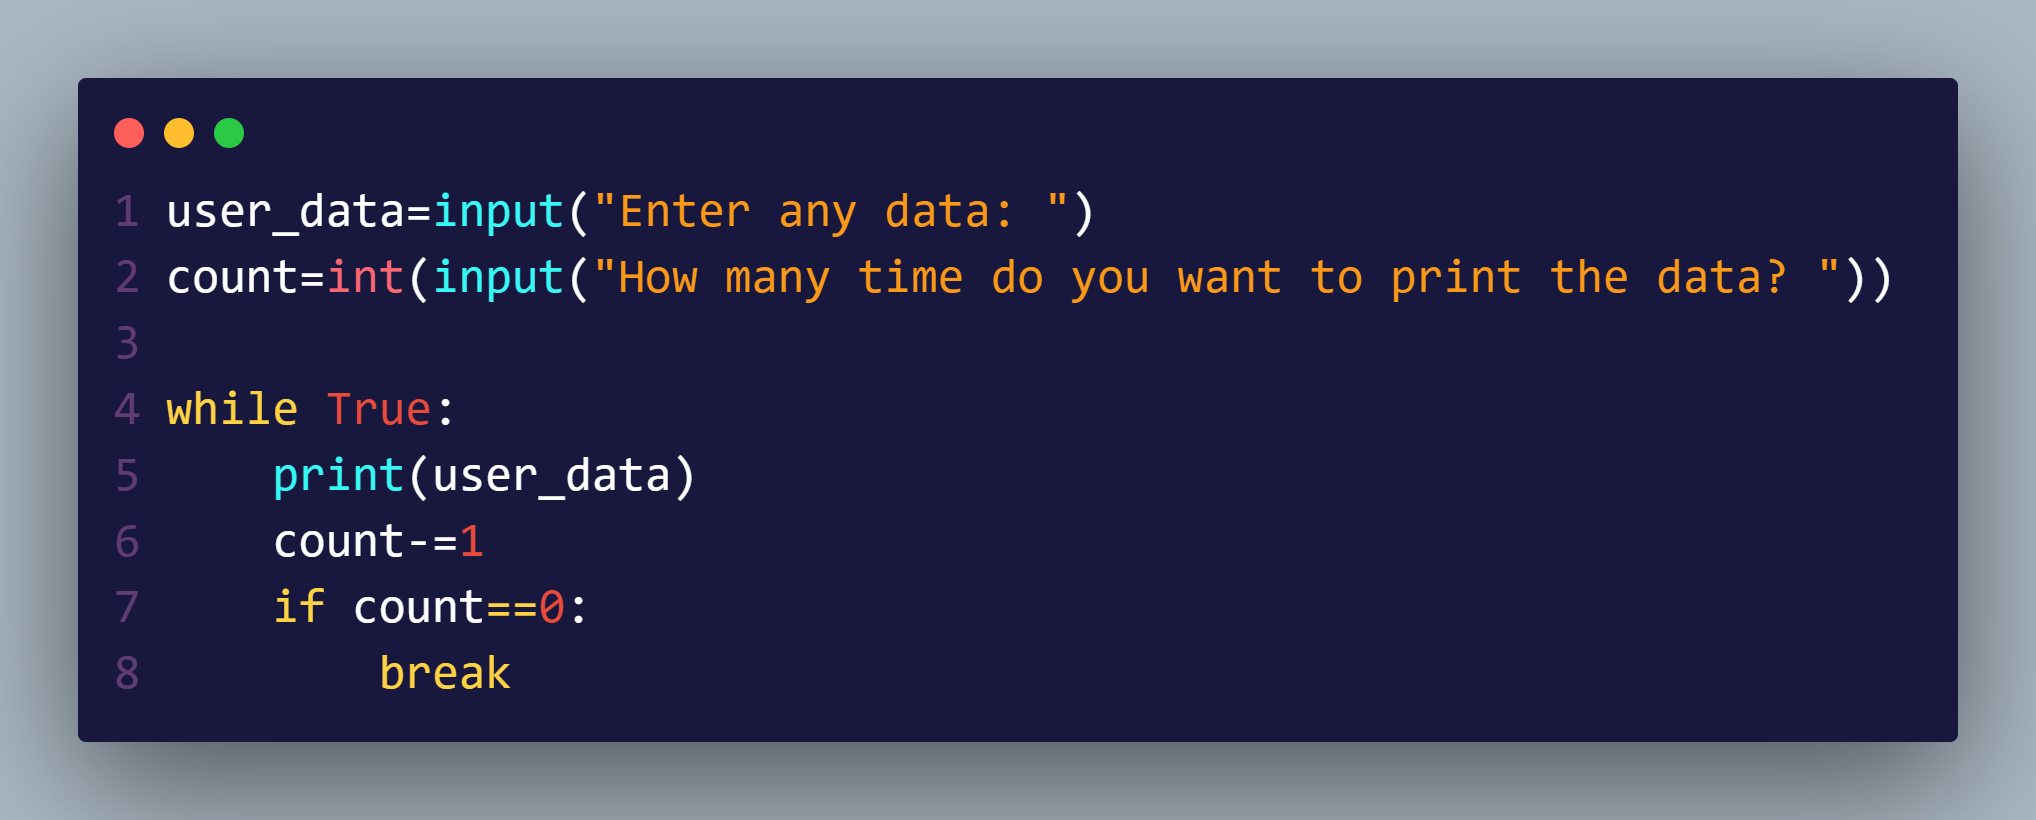 1 user_data=input("Enter any data: ")
2 count=int(input("How many time do you want to print the data? "))
3
4 while True:
5     print(user_data)
6     count-=1
7     if count==0:
8         break